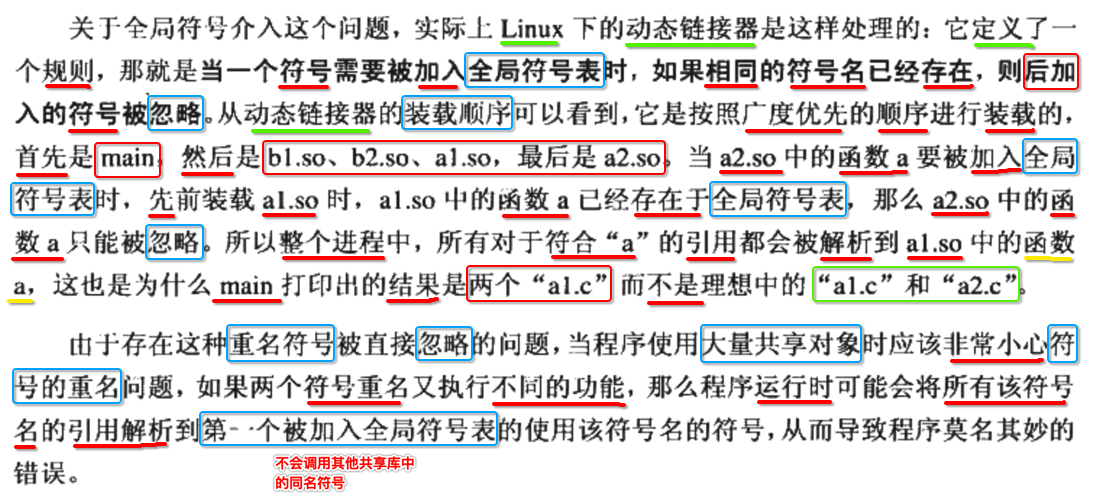 关于全局符号介入这个问题，实际上 Linux 下的动态链接器是这样处理的：它定义了一
个规则，那就是当一个符号需要被加入全局符号表时，如果相同的符号名已经存在，则后加
入的符号被忽略。从动态链接器的装载顺序可以看到，它是按照广度优先的顺序进行装载的，
首先是 main，然后是 b1.so、b2.so、a1.so，最后是 a2.so。当 a2.so 中的函数 a 要被加入全局
符号表时，先前装载 a1.so 时，a1.so 中的函数 a 已经存在于全局符号表，那么 a2.so 中的函
数 a 只能被忽略。所以整个进程中，所有对于符合“a”的引用都会被解析到 a1.so 中的函数
a，这也是为什么 main 打印出的结果是两个“a1.c”而不是理想中的“a1.c”和“a2.c”。
由于存在这种重名符号被直接忽略的问题，当程序使用大量共享对象时应该非常小心符
号的重名问题，如果两个符号重名又执行不同的功能，那么程序运行时可能会将所有该符号
名的引用解析到第一个被加入全局符号表的使用该符号名的符号，从而导致程序莫名其妙的
错误。
不会调用其他共享库中
的同名符号